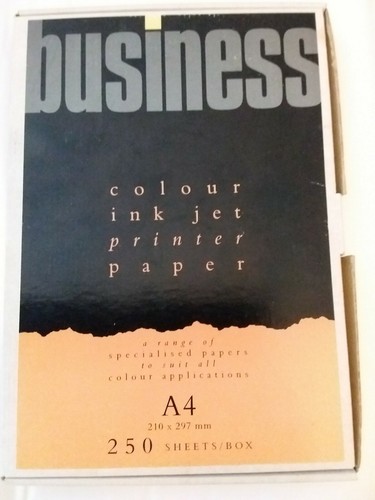 business
colour
ink jet
printer
paper
a range of
specialised papers
to suit all
colour applications
A4
210 x 297 mm
250 SHEETS/BOX